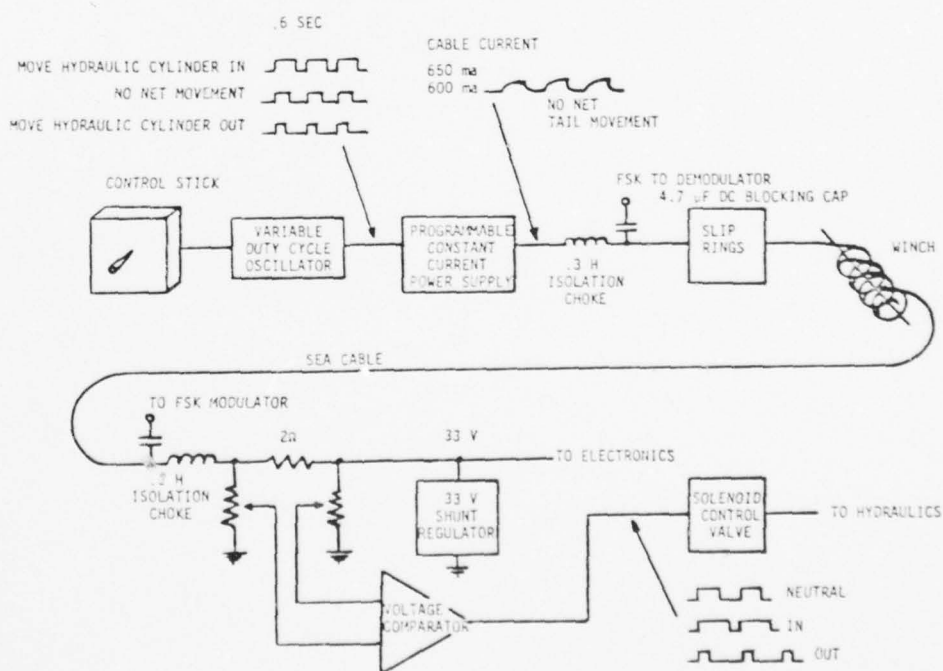 .6 SEC
MOVE HYDRAULIC CYLINDER IN
NO NET MOVEMENT
MOVE HYDRAULIC CYLINDER OUT
CABLE CURRENT
650 ma
600 ma
NO NET
TAIL MOVEMENT
CONTROL STICK
VARIABLE
DUTY CYCLE
OSCILLATOR
PROGRAMMABLE
CONSTANT
CURRENT
POWER SUPPLY
FSK TO DEMODULATOR
4.7 µF DC BLOCKING CAP
.3 H
ISOLATION
CHOKE
SLIP
RINGS
WINCH
SEA CABLE
TO FSK MODULATOR
H
ISOLATION
CHOKE
2Ω
33 V
TO ELECTRONICS
33 V
SHUNT
REGULATOR
SOLENOID
CONTROL
VALVE
TO HYDRAULICS
VOLTAGE
COMPARATOR
NEUTRAL
IN
OUT